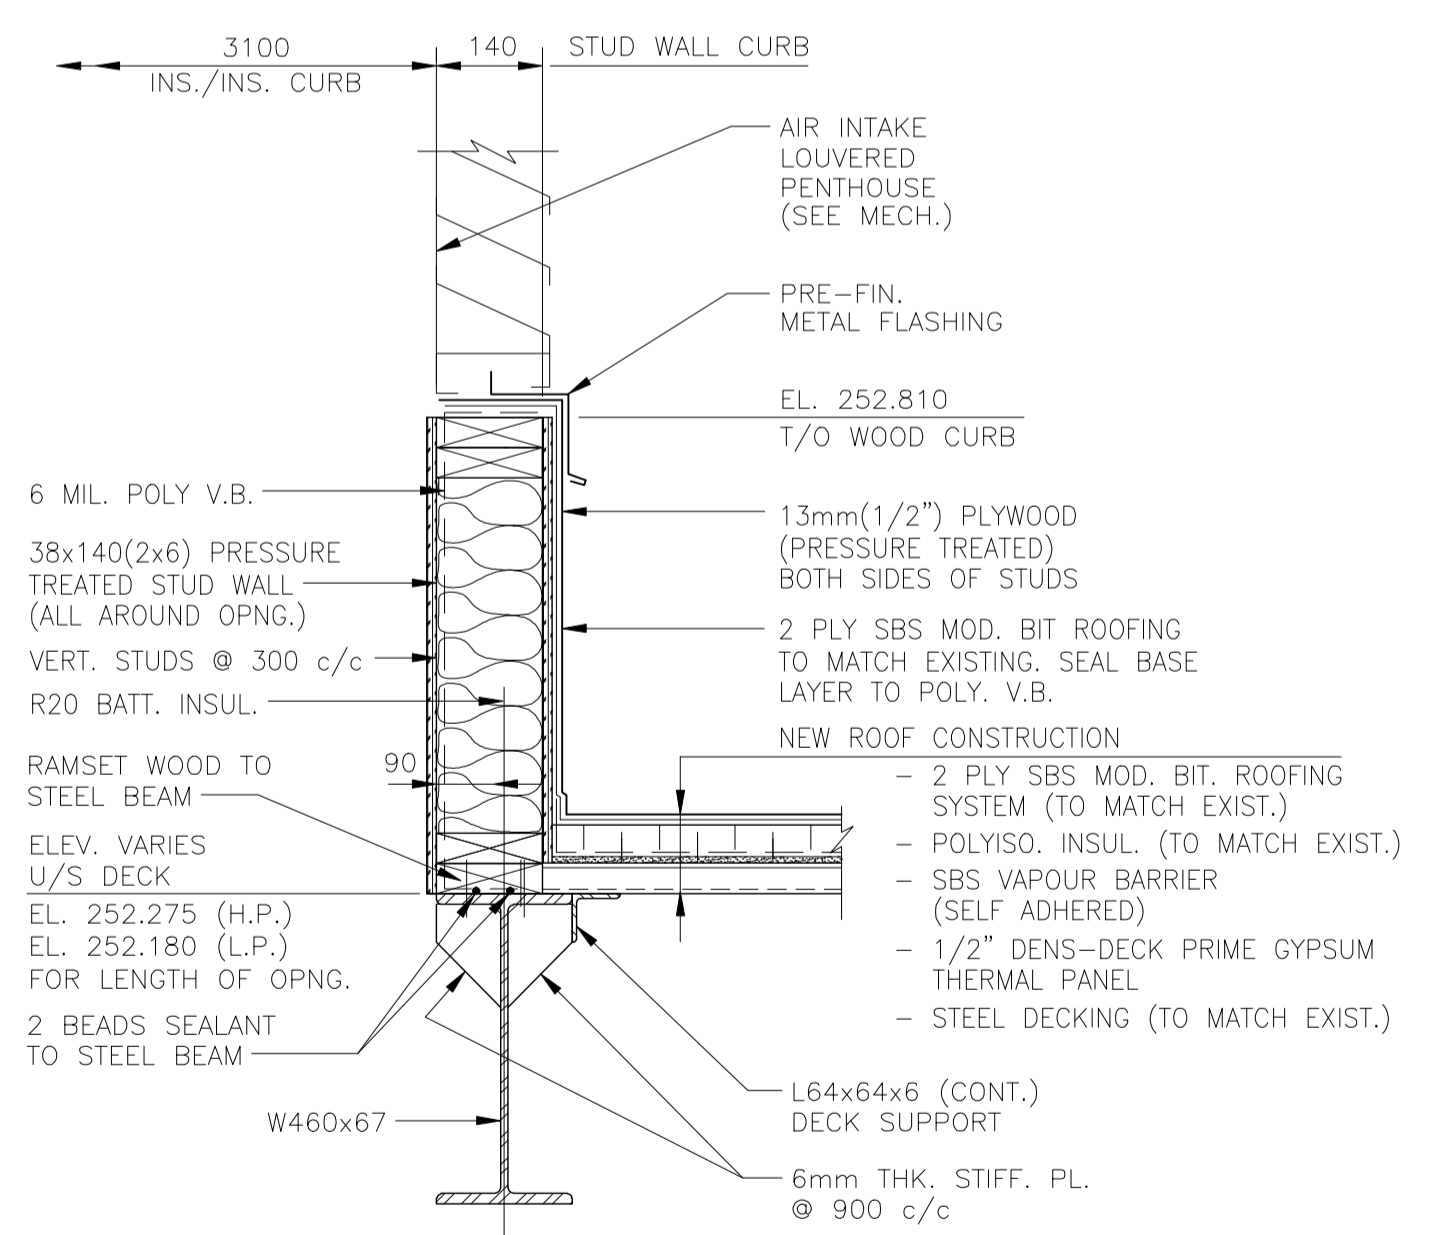 3100
INS./INS. CURB
140
STUD WALL CURB
AIR INTAKE
LOUVERED
PENTHOUSE
(SEE MECH.)
PRE-FIN.
METAL FLASHING
EL. 252.810
T/O WOOD CURB
6 MIL. POLY V.B.
38x140(2x6) PRESSURE
TREATED STUD WALL
(ALL AROUND OPNG.)
VERT. STUDS @ 300 c/c
R20 BATT. INSUL.
90
RAMSET WOOD TO
STEEL BEAM
ELEV. VARIES
U/S DECK
EL. 252.275 (H.P.)
EL. 252.180 (L.P.)
FOR LENGTH OF OPNG.
2 BEADS SEALANT
TO STEEL BEAM
W460x67
13mm(1/2") PLYWOOD
(PRESSURE TREATED)
BOTH SIDES OF STUDS
2 PLY SBS MOD. BIT ROOFING
TO MATCH EXISTING. SEAL BASE
LAYER TO POLY. V.B.
NEW ROOF CONSTRUCTION
- 2 PLY SBS MOD. BIT. ROOFING
SYSTEM (TO MATCH EXIST.)
- POLYISO. INSUL. (TO MATCH EXIST.)
- SBS VAPOUR BARRIER
(SELF ADHERED)
- 1/2" DENS-DECK PRIME GYPSUM
THERMAL PANEL
- STEEL DECKING (TO MATCH EXIST.)
L64x64x6 (CONT.)
DECK SUPPORT
6mm THK. STIFF. PL.
@ 900 c/c